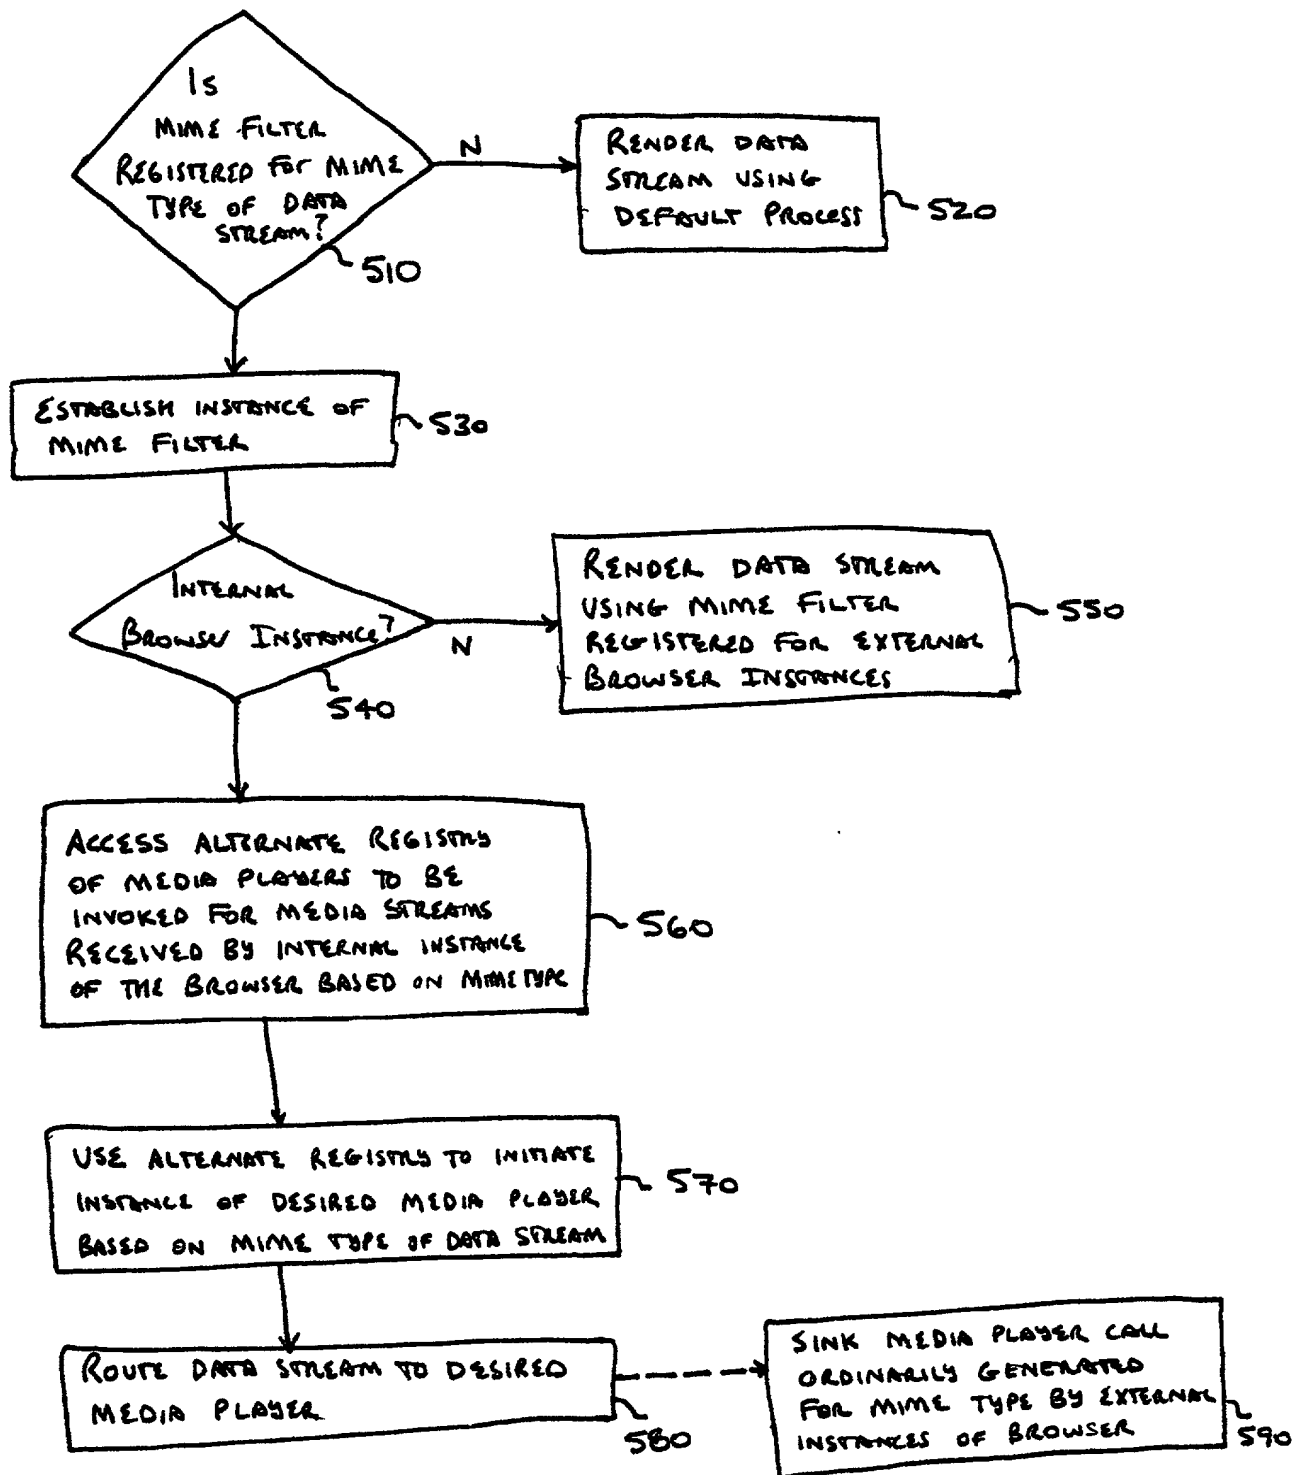 Is
MIME FILTER
REGISTERED FOR MIME
TYPE OF DATA
STREAM?
510
N
RENDER DATA
STREAM USING
DEFAULT PROCESS
520
ESTABLISH INSTANCE OF
MIME FILTER
530
INTERNAL
BROWSER INSTANCE?
540
N
RENDER DATA STREAM
USING MIME FILTER
REGISTERED FOR EXTERNAL
BROWSER INSTANCES
550
ACCESS ALTERNATE REGISTRY
OF MEDIA PLAYERS TO BE
INVOKED FOR MEDIA STREAMS
RECEIVED BY INTERNAL INSTANCE
OF THE BROWSER BASED ON MIME TYPE
560
USE ALTERNATE REGISTRY TO INITIATE
INSTANCE OF DESIRED MEDIA PLAYER
BASED ON MIME TYPE OF DATA STREAM
570
ROUTE DATA STREAM TO DESIRED
MEDIA PLAYER
580
SINK MEDIA PLAYER CALL
ORDINARILY GENERATED
FOR MIME TYPE BY EXTERNAL
INSTANCES OF BROWSER
590